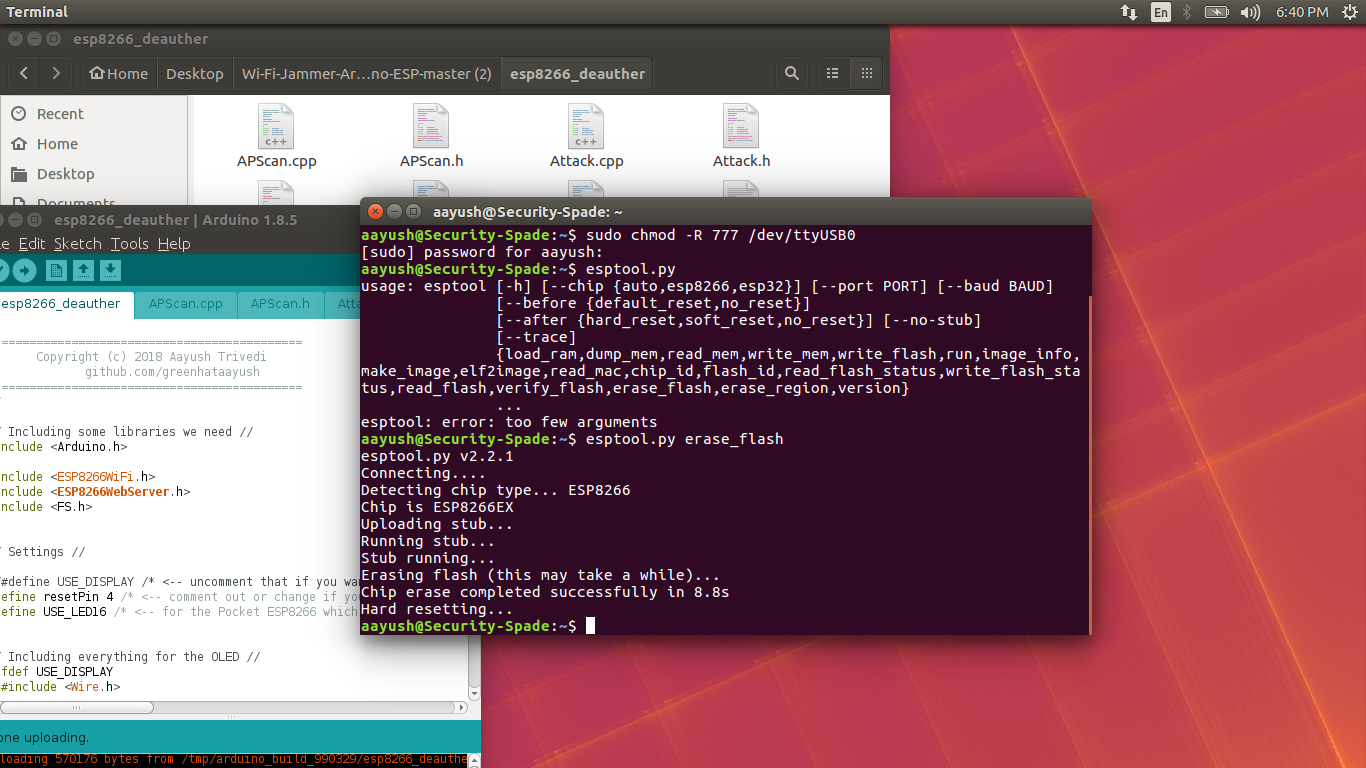 Terminal
En
6:40 PM
esp8266_deauther
Home
Desktop
Wi-Fi-Jammer-Ar...no-ESP-master (2)
esp8266_deauther
Recent
Home
Desktop
Documents
APScan.cpp
APScan.h
Attack.cpp
Attack.h
c++
c++
esp8266_deauther | Arduino 1.8.5
le Edit Sketch Tools Help
esp8266_deauther
APScan.cpp
APScan.h
Atta
===========================================
Copyright (c) 2018 Aayush Trivedi
github.com/greenhataayush
===========================================
/ Including some libraries we need //
nclude <Arduino.h>
nclude <ESP8266WiFi.h>
nclude <ESP8266WebServer.h>
nclude <FS.h>
/ Settings //
/#define USE_DISPLAY /* <-- uncomment that if you wa
efine resetPin 4 /* <-- comment out or change if yo
efine USE_LED16 /* <-- for the Pocket ESP8266 which
/ Including everything for the OLED //
fdef USE_DISPLAY
#include <Wire.h>
one uploading.
loading 570176 bytes from /tmp/arduino_build_990329/esp8266_deauthe
aayush@Security-Spade: ~
aayush@Security-Spade:~$ sudo chmod -R 777 /dev/ttyUSB0
[sudo] password for aayush:
aayush@Security-Spade:~$ esptool.py
usage: esptool [-h] [--chip {auto,esp8266,esp32}] [--port PORT] [--baud BAUD]
[--before {default_reset,no_reset}]
[--after {hard_reset,soft_reset,no_reset}] [--no-stub]
[--trace]
{load_ram,dump_mem,read_mem,write_mem,write_flash,run,image_info,
make_image,elf2image,read_mac,chip_id,flash_id,read_flash_status,write_flash_sta
tus,read_flash,verify_flash,erase_flash,erase_region,version}
...
esptool: error: too few arguments
aayush@Security-Spade:~$ esptool.py erase_flash
esptool.py v2.2.1
Connecting....
Detecting chip type... ESP8266
Chip is ESP8266EX
Uploading stub...
Running stub...
Stub running...
Erasing flash (this may take a while)...
Chip erase completed successfully in 8.8s
Hard resetting...
aayush@Security-Spade:~$